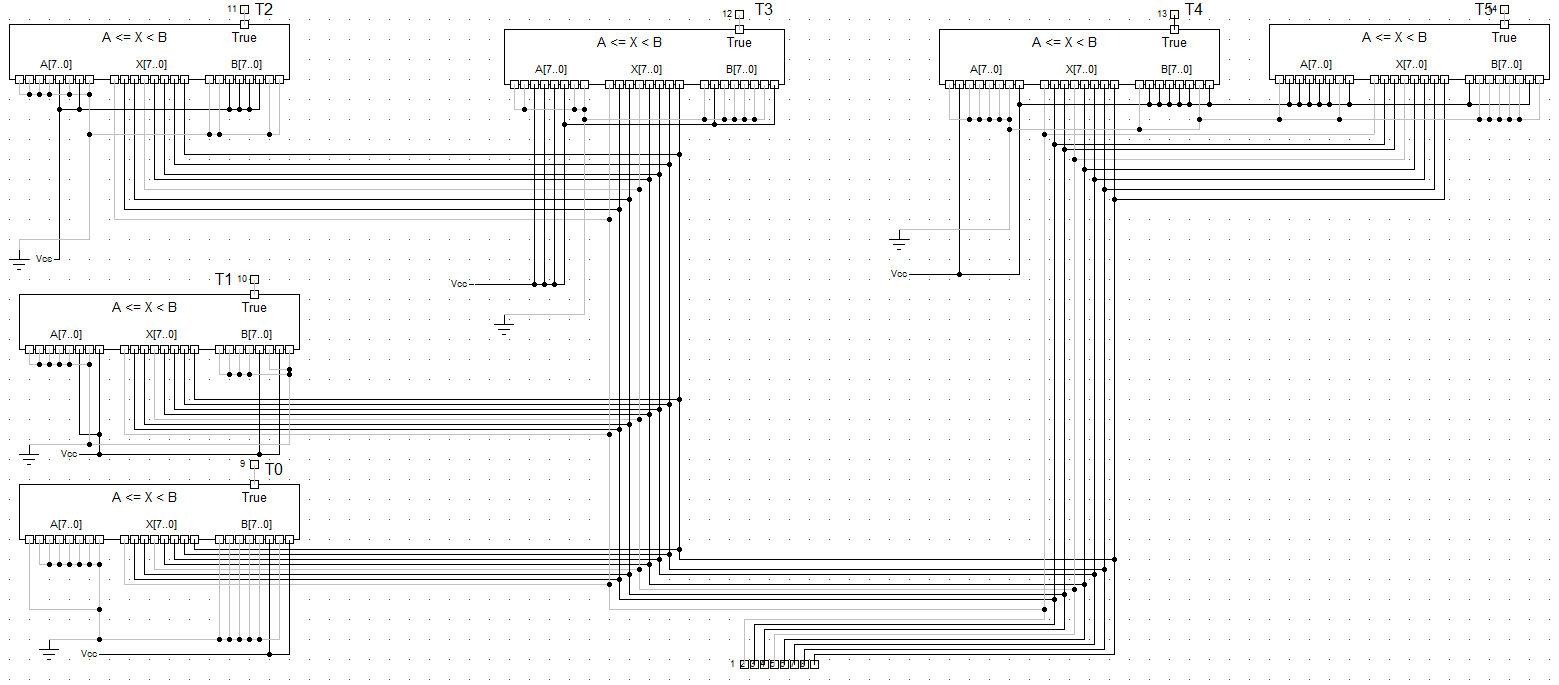 11 T2
A <= X < B True
A[7..0] X[7..0] B[7..0]
12 T3
A <= X < B True
A[7..0] X[7..0] B[7..0]
13 T4
A <= X < B True
A[7..0] X[7..0] B[7..0]
T5
A <= X < B True
A[7..0] X[7..0] B[7..0]
Vcc
Vcc
Vcc
T1 10
A <= X < B True
A[7..0] X[7..0] B[7..0]
Vcc
9 T0
A <= X < B True
A[7..0] X[7..0] B[7..0]
Vcc
1